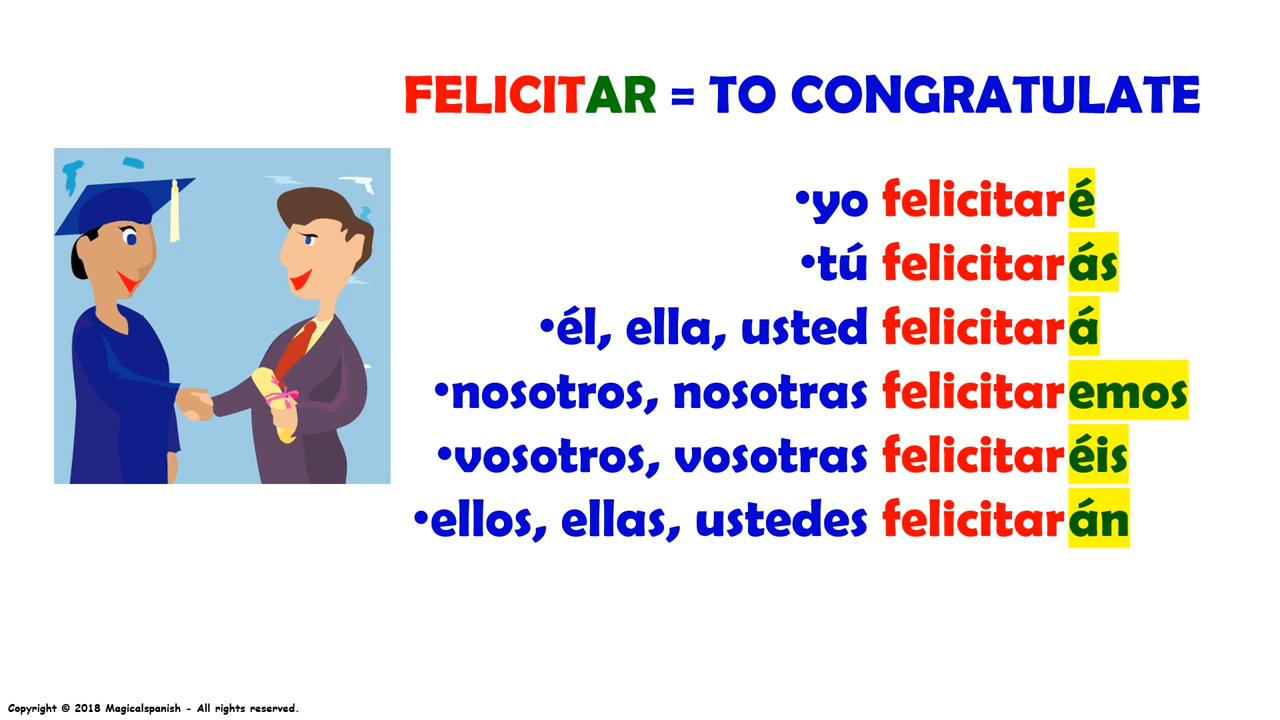 FELICITAR = TO CONGRATULATE
•yo felicitaré
•tú felicitarás
•él, ella, usted felicitará
•nosotros, nosotras felicitaremos
•vosotros, vosotras felicitaréis
•ellos, ellas, ustedes felicitarán
Copyright © 2018 Magicalspanish - All rights reserved.